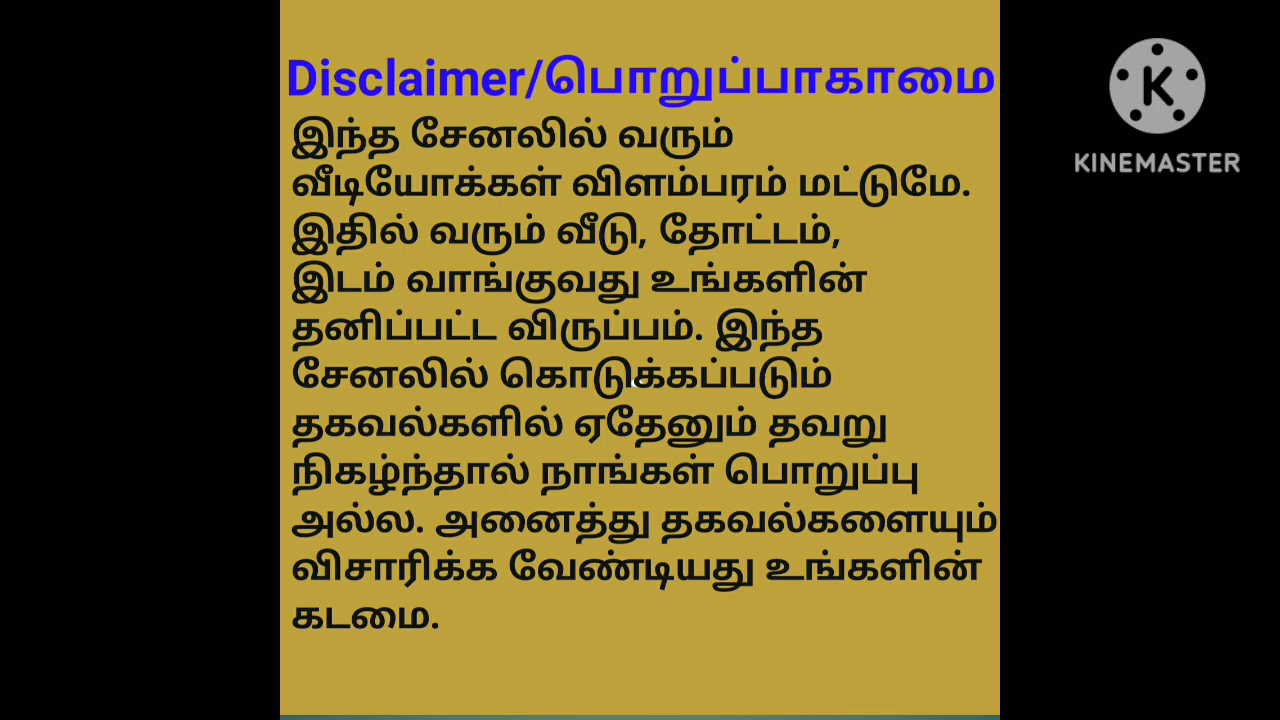 Disclaimer/பொறுப்பாகாமை
இந்த சேனலில் வரும்
வீடியோக்கள் விளம்பரம் மட்டுமே.
இதில் வரும் வீடு, தோட்டம்,
இடம் வாங்குவது உங்களின்
தனிப்பட்ட விருப்பம். இந்த
சேனலில் கொடுக்கப்படும்
தகவல்களில் ஏதேனும் தவறு
நிகழ்ந்தால் நாங்கள் பொறுப்பு
அல்ல. அனைத்து தகவல்களையும்
விசாரிக்க வேண்டியது உங்களின்
கடமை.
K
KINEMASTER